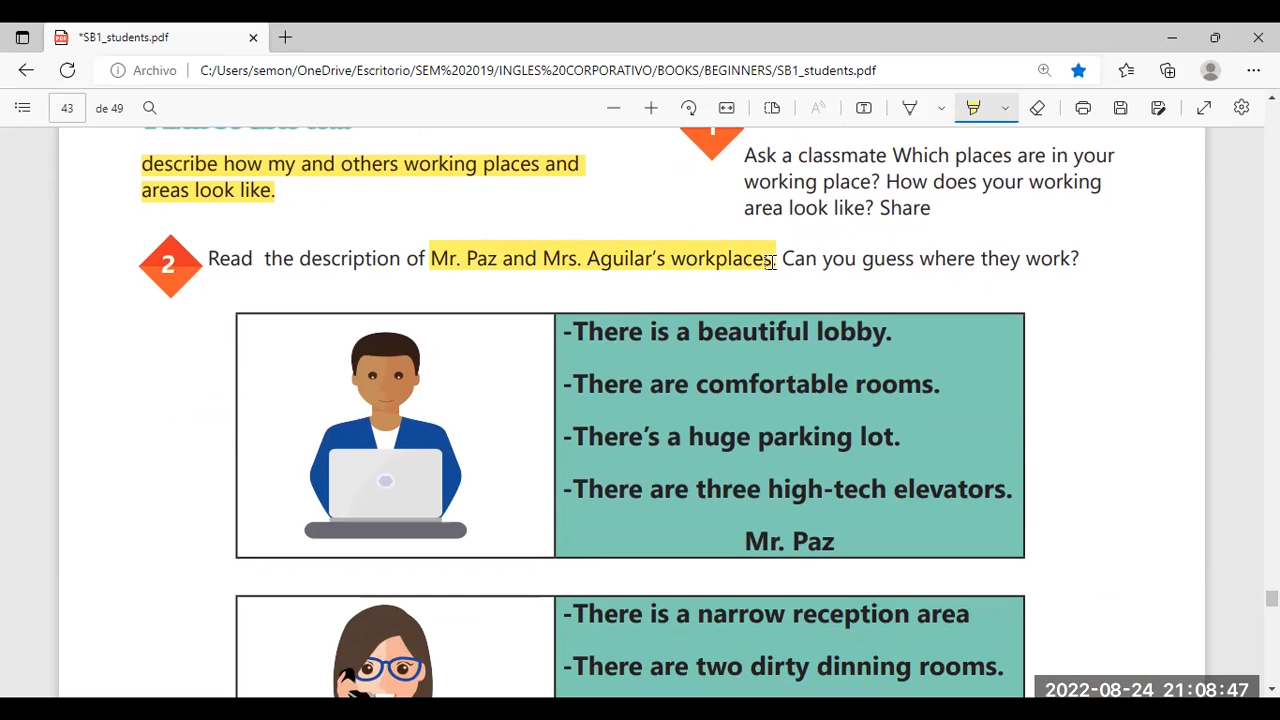 *SB1_students.pdf
Archivo
C:/Users/semon/OneDrive/Escritorio/SEM%202019/INGLES%20CORPORATIVO/BOOKS/BEGINNERS/SB1_students.pdf
43 de 49
describe how my and others working places and
areas look like.
1
Ask a classmate Which places are in your
working place? How does your working
area look like? Share
2
Read the description of Mr. Paz and Mrs. Aguilar's workplaces. Can you guess where they work?
-There is a beautiful lobby.
-There are comfortable rooms.
-There's a huge parking lot.
-There are three high-tech elevators.
Mr. Paz
-There is a narrow reception area
-There are two dirty dinning rooms.
2022-08-24 21:08:47